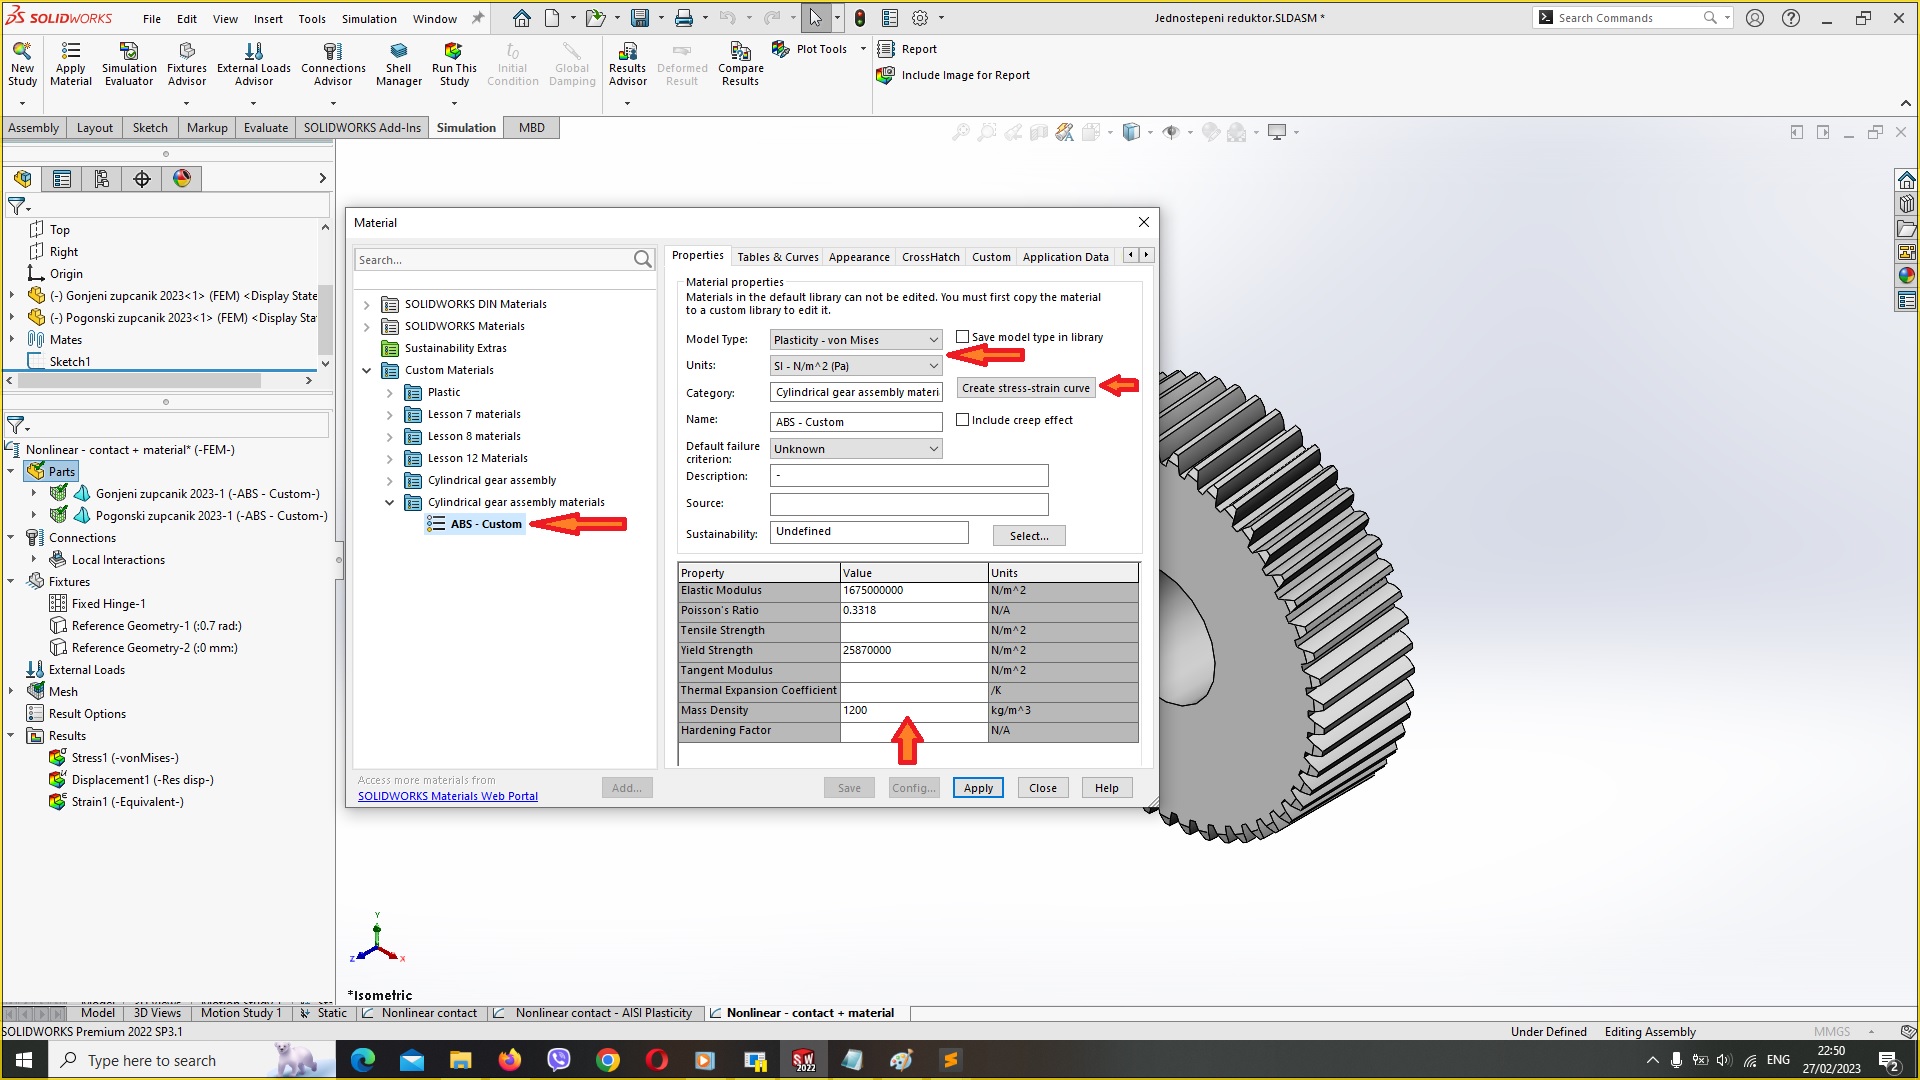 SOLIDWORKS File Edit View Insert Tools Simulation Window
Jednostepeni reduktor.SLDASM *
Search Commands
New Study
Apply Material
Simulation Evaluator
Fixtures Advisor
External Loads Advisor
Connections Advisor
Shell Manager
Run This Study
Initial Condition
Global Damping
Results Advisor
Deformed Result
Compare Results
Plot Tools
Report
Include Image for Report
Assembly Layout Sketch Markup Evaluate SOLIDWORKS Add-Ins Simulation MBD
Top
Right
Origin
(-) Gonjeni zupcanik 2023<1> (FEM) <Display State
(-) Pogonski zupcanik 2023<1> (FEM) <Display Sta
Mates
Sketch1
Nonlinear - contact + material* (-FEM-)
Parts
Gonjeni zupcanik 2023-1 (-ABS - Custom-)
Pogonski zupcanik 2023-1 (-ABS - Custom-)
Connections
Local Interactions
Fixtures
Fixed Hinge-1
Reference Geometry-1 (:0.7 rad:)
Reference Geometry-2 (:0 mm:)
External Loads
Mesh
Result Options
Results
Stress1 (-vonMises-)
Displacement1 (-Res disp-)
Strain1 (-Equivalent-)
Material
Search...
SOLIDWORKS DIN Materials
SOLIDWORKS Materials
Sustainability Extras
Custom Materials
Plastic
Lesson 7 materials
Lesson 8 materials
Lesson 12 Materials
Cylindrical gear assembly
Cylindrical gear assembly materials
ABS - Custom
Access more materials from
SOLIDWORKS Materials Web Portal
Add...
Properties Tables & Curves Appearance CrossHatch Custom Application Data
Material properties
Materials in the default library can not be edited. You must first copy the material
to a custom library to edit it.
Model Type: Plasticity - von Mises Save model type in library
Units: SI - N/m^2 (Pa)
Category: Cylindrical gear assembly materi Create stress-strain curve
Name: ABS - Custom Include creep effect
Default failure criterion: Unknown
Description: -
Source:
Sustainability: Undefined Select...
Property Value Units
Elastic Modulus 1675000000 N/m^2
Poisson's Ratio 0.3318 N/A
Tensile Strength N/m^2
Yield Strength 25870000 N/m^2
Tangent Modulus N/m^2
Thermal Expansion Coefficient /K
Mass Density 1200 kg/m^3
Hardening Factor N/A
Save Config... Apply Close Help
Y
Z X
*Isometric
Model 3D Views Motion Study 1 Static Nonlinear contact Nonlinear contact - AISI Plasticity Nonlinear - contact + material
SOLIDWORKS Premium 2022 SP3.1
Under Defined Editing Assembly MMGS
Type here to search
SW 2022
ENG
22:50
27/02/2023
2